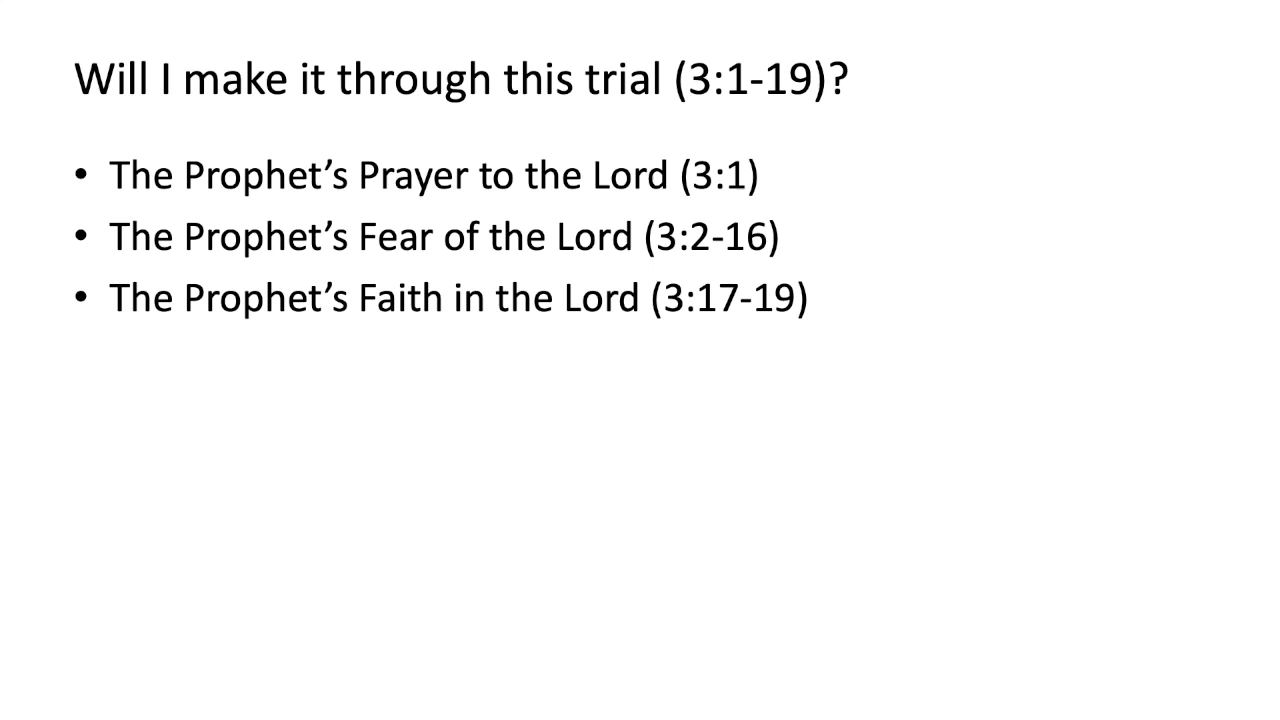 Will I make it through this trial (3:1-19)?
• The Prophet’s Prayer to the Lord (3:1)
• The Prophet’s Fear of the Lord (3:2-16)
• The Prophet’s Faith in the Lord (3:17-19)